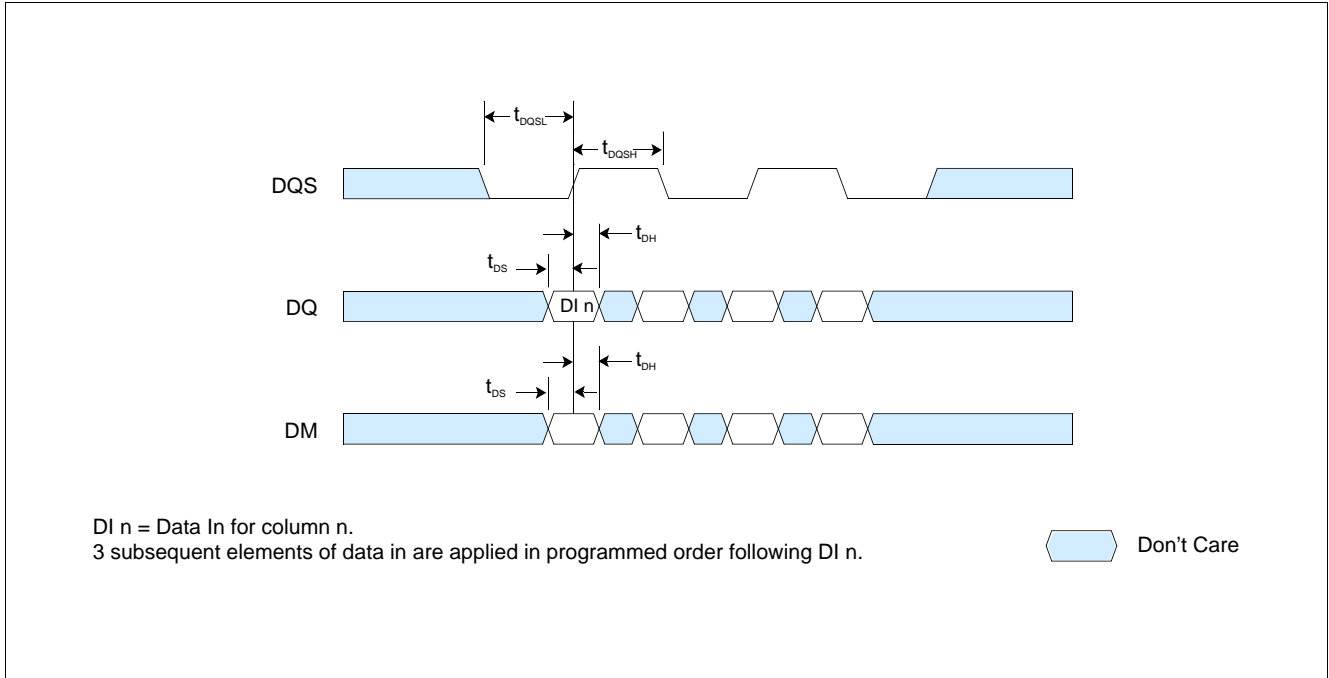 tDQSL
tDQSH
DQS
tDH
tDS
DQ
DI n
tDH
tDS
DM
DI n = Data In for column n.
3 subsequent elements of data in are applied in programmed order following DI n.
Don't Care